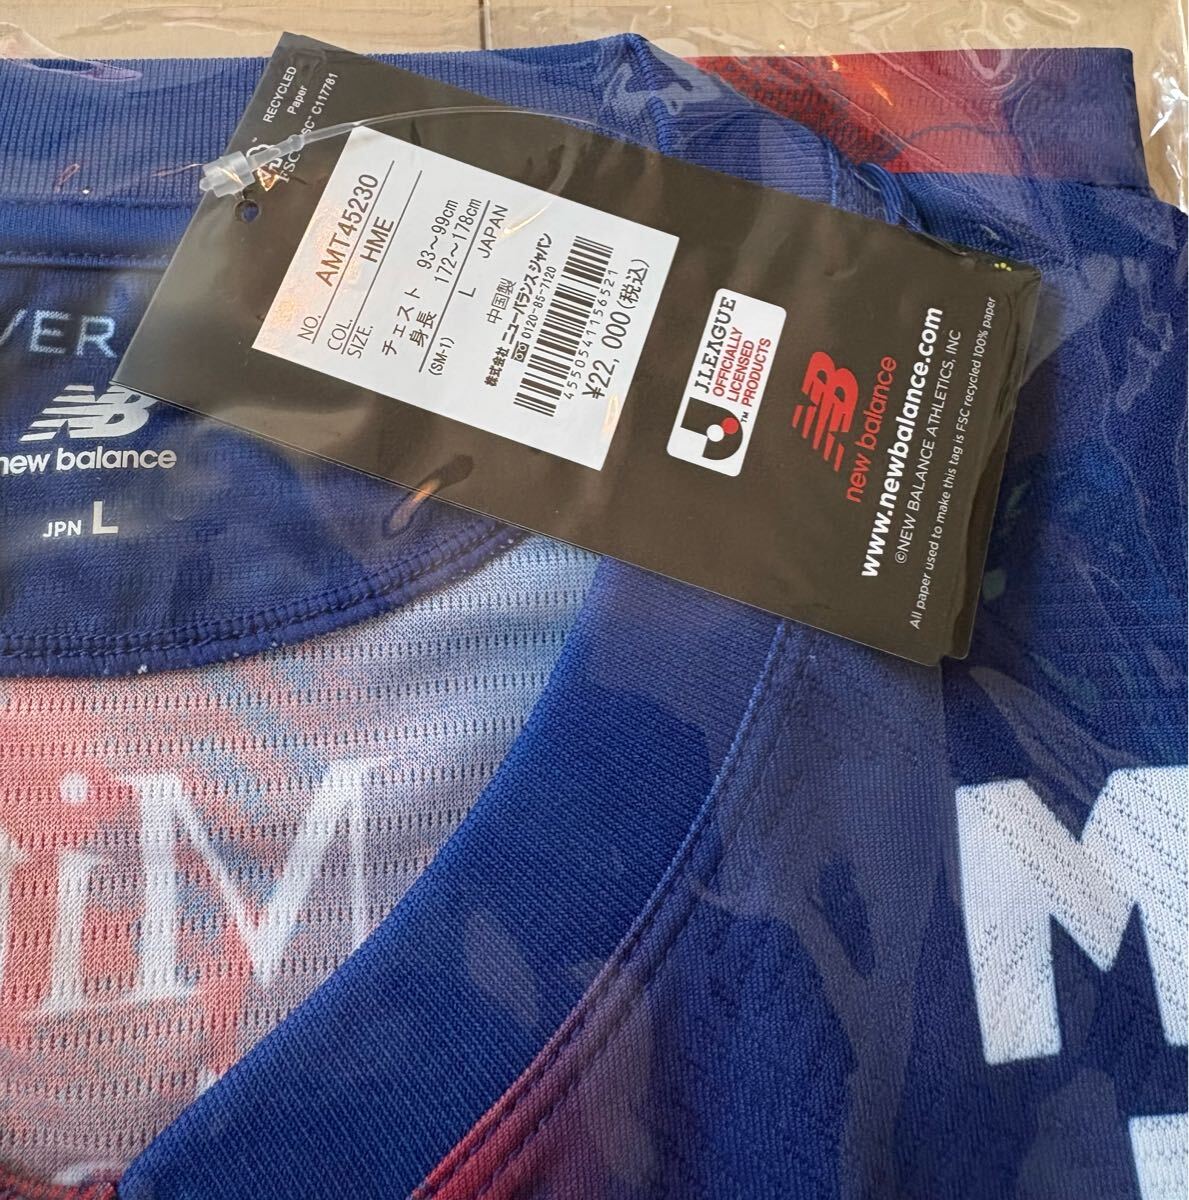 RECYCLED
Paper
FSC® C117781
NO. AMT45230
COL. HME
SIZE.
チェスト 93～99cm
身長 172～178cm
(SM-1) L JAPAN
中国製
株式会社 ニューバランス ジャパン
0120-85-7120
4550541156521
¥22,000(税込)
J.LEAGUE
OFFICIALLY
LICENSED
PRODUCTS
TM
NB
new balance
www.newbalance.com
©NEW BALANCE ATHLETICS, INC
All paper used to make this tag is FSC recycled 100% paper
VER
new balance
JPN L
M